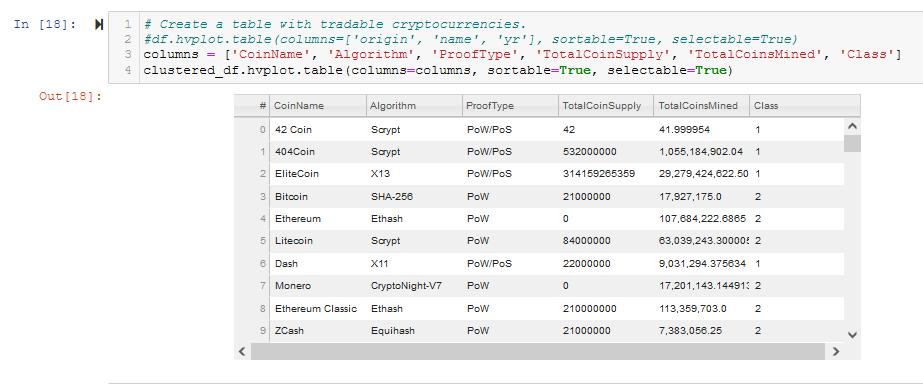 In [18]:
1 # Create a table with tradable cryptocurrencies.
2 #df.hvplot.table(columns=['origin', 'name', 'yr'], sortable=True, selectable=True)
3 columns = ['CoinName', 'Algorithm', 'ProofType', 'TotalCoinSupply', 'TotalCoinsMined', 'Class']
4 clustered_df.hvplot.table(columns=columns, sortable=True, selectable=True)
Out[18]:
# CoinName Algorithm ProofType TotalCoinSupply TotalCoinsMined Class
0 42 Coin Scrypt PoW/PoS 42 41.999954 1
1 404Coin Scrypt PoW/PoS 532000000 1,055,184,902.04 1
2 EliteCoin X13 PoW/PoS 314159265359 29,279,424,622.50 1
3 Bitcoin SHA-256 PoW 21000000 17,927,175.0 2
4 Ethereum Ethash PoW 0 107,684,222.6865 2
5 Litecoin Scrypt PoW 84000000 63,039,243.30000 2
6 Dash X11 PoW/PoS 22000000 9,031,294.375634 1
7 Monero CryptoNight-V7 PoW 0 17,201,143.144913 2
8 Ethereum Classic Ethash PoW 210000000 113,359,703.0 2
9 ZCash Equihash PoW 21000000 7,383,056.25 2